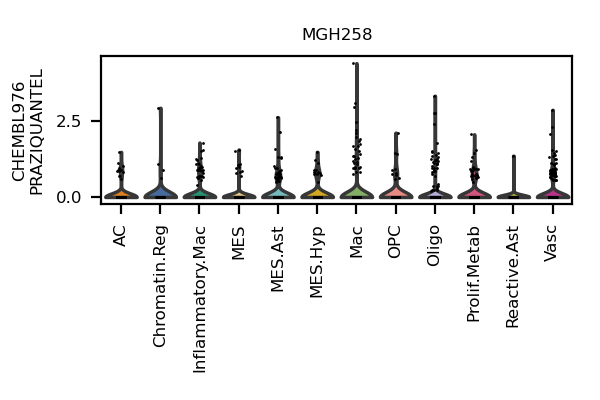 MGH258
CHEMBL976
PRAZIQUANTEL
2.5
0.0
AC
Chromatin.Reg
Inflammatory.Mac
MES
MES.Ast
MES.Hyp
Mac
OPC
Oligo
Prolif.Metab
Reactive.Ast
Vasc